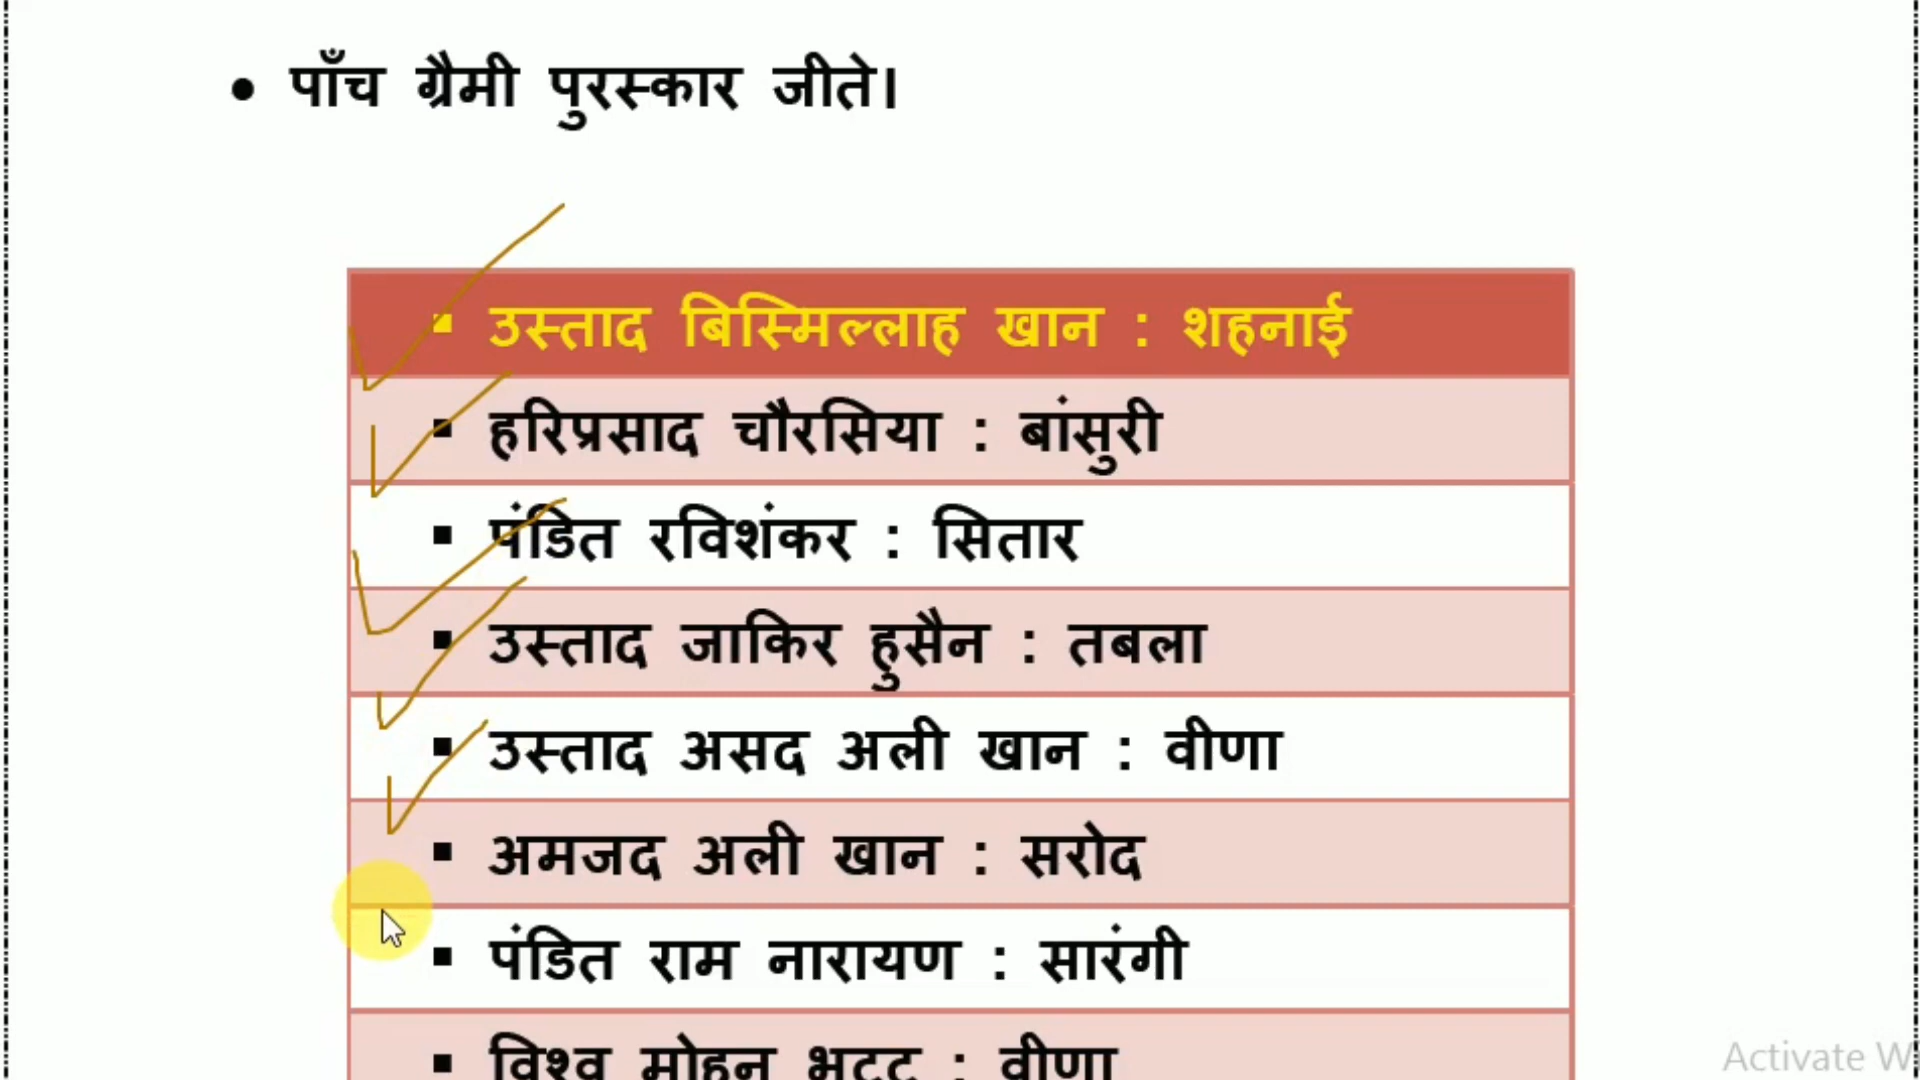 • पाँच ग्रैमी पुरस्कार जीते।
▪ उस्ताद बिस्मिल्लाह खान : शहनाई
▪ हरिप्रसाद चौरसिया : बांसुरी
▪ पंडित रविशंकर : सितार
▪ उस्ताद जाकिर हुसैन : तबला
▪ उस्ताद असद अली खान : वीणा
▪ अमजद अली खान : सरोद
▪ पंडित राम नारायण : सारंगी
▪ विश्व मोहन भट्ट : वीणा
Activate W